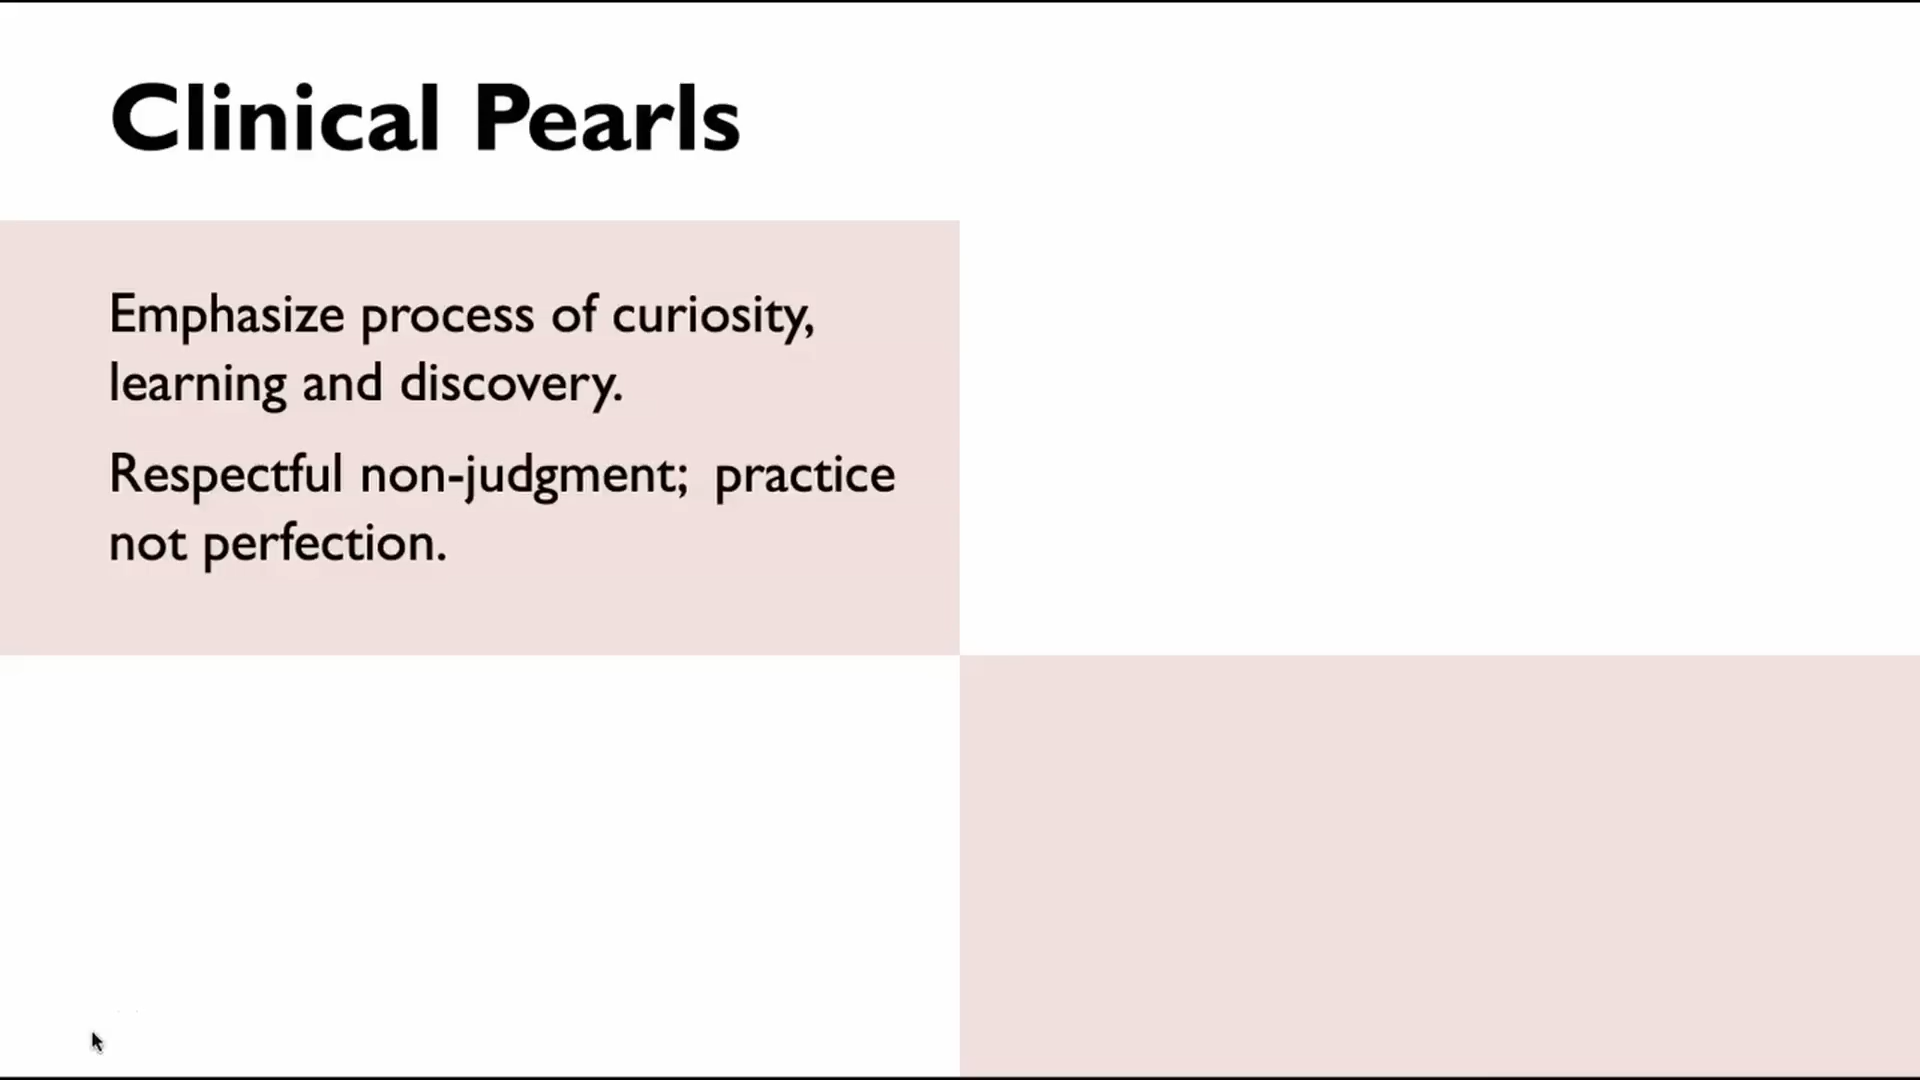 Clinical Pearls
Emphasize process of curiosity,
learning and discovery.
Respectful non-judgment;  practice
not perfection.